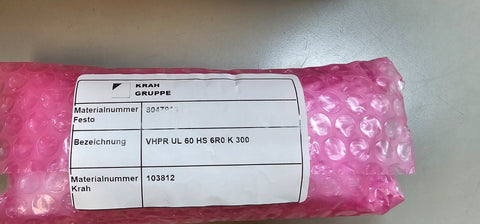 KRAH
GRUPPE
Materialnummer
Festo
Bezeichnung VHPR UL 60 HS 6R0 K 300
Materialnummer 103812
Krah